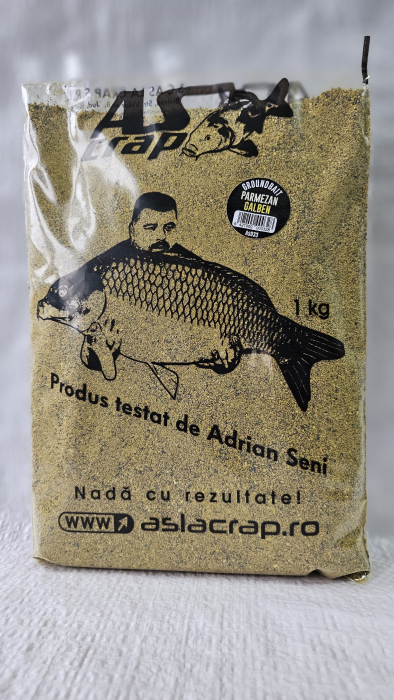 AS
crap
GROUNDBAIT
PARMEZAN
GALBEN
1 kg
Produs testat de Adrian Seni
Nadă cu rezultate!
www aslacrap.ro